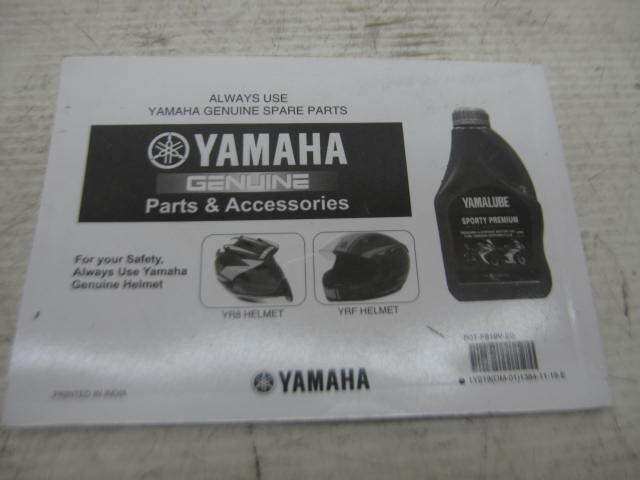 ALWAYS USE
YAMAHA GENUINE SPARE PARTS
YAMAHA
GENUINE
Parts & Accessories
YAMALUBE
SPORTY PREMIUM
For your Safety,
Always Use Yamaha
Genuine Helmet
YR8 HELMET
YRF HELMET
YAMAHA
PRINTED IN INDIA